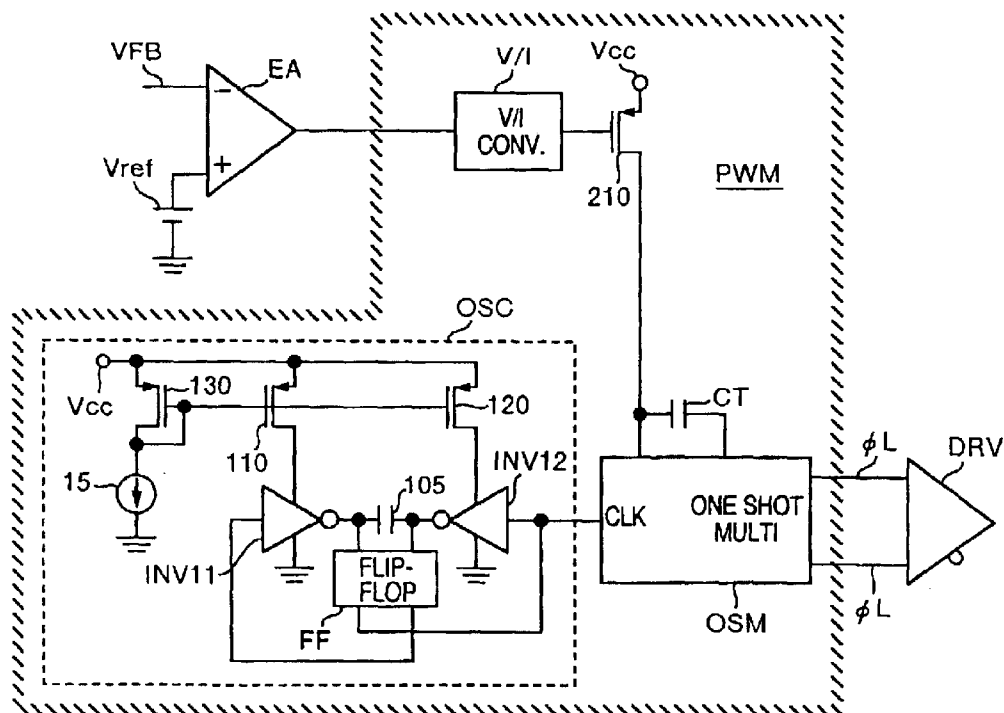 VFB
EA
Vref
V/I
V/I
CONV.
Vcc
210
PWM
OSC
Vcc
130
110
120
15
INV11
105
INV12
FLIP-
FLOP
FF
CT
CLK
ONE SHOT
MULTI
OSM
φL
φL
DRV